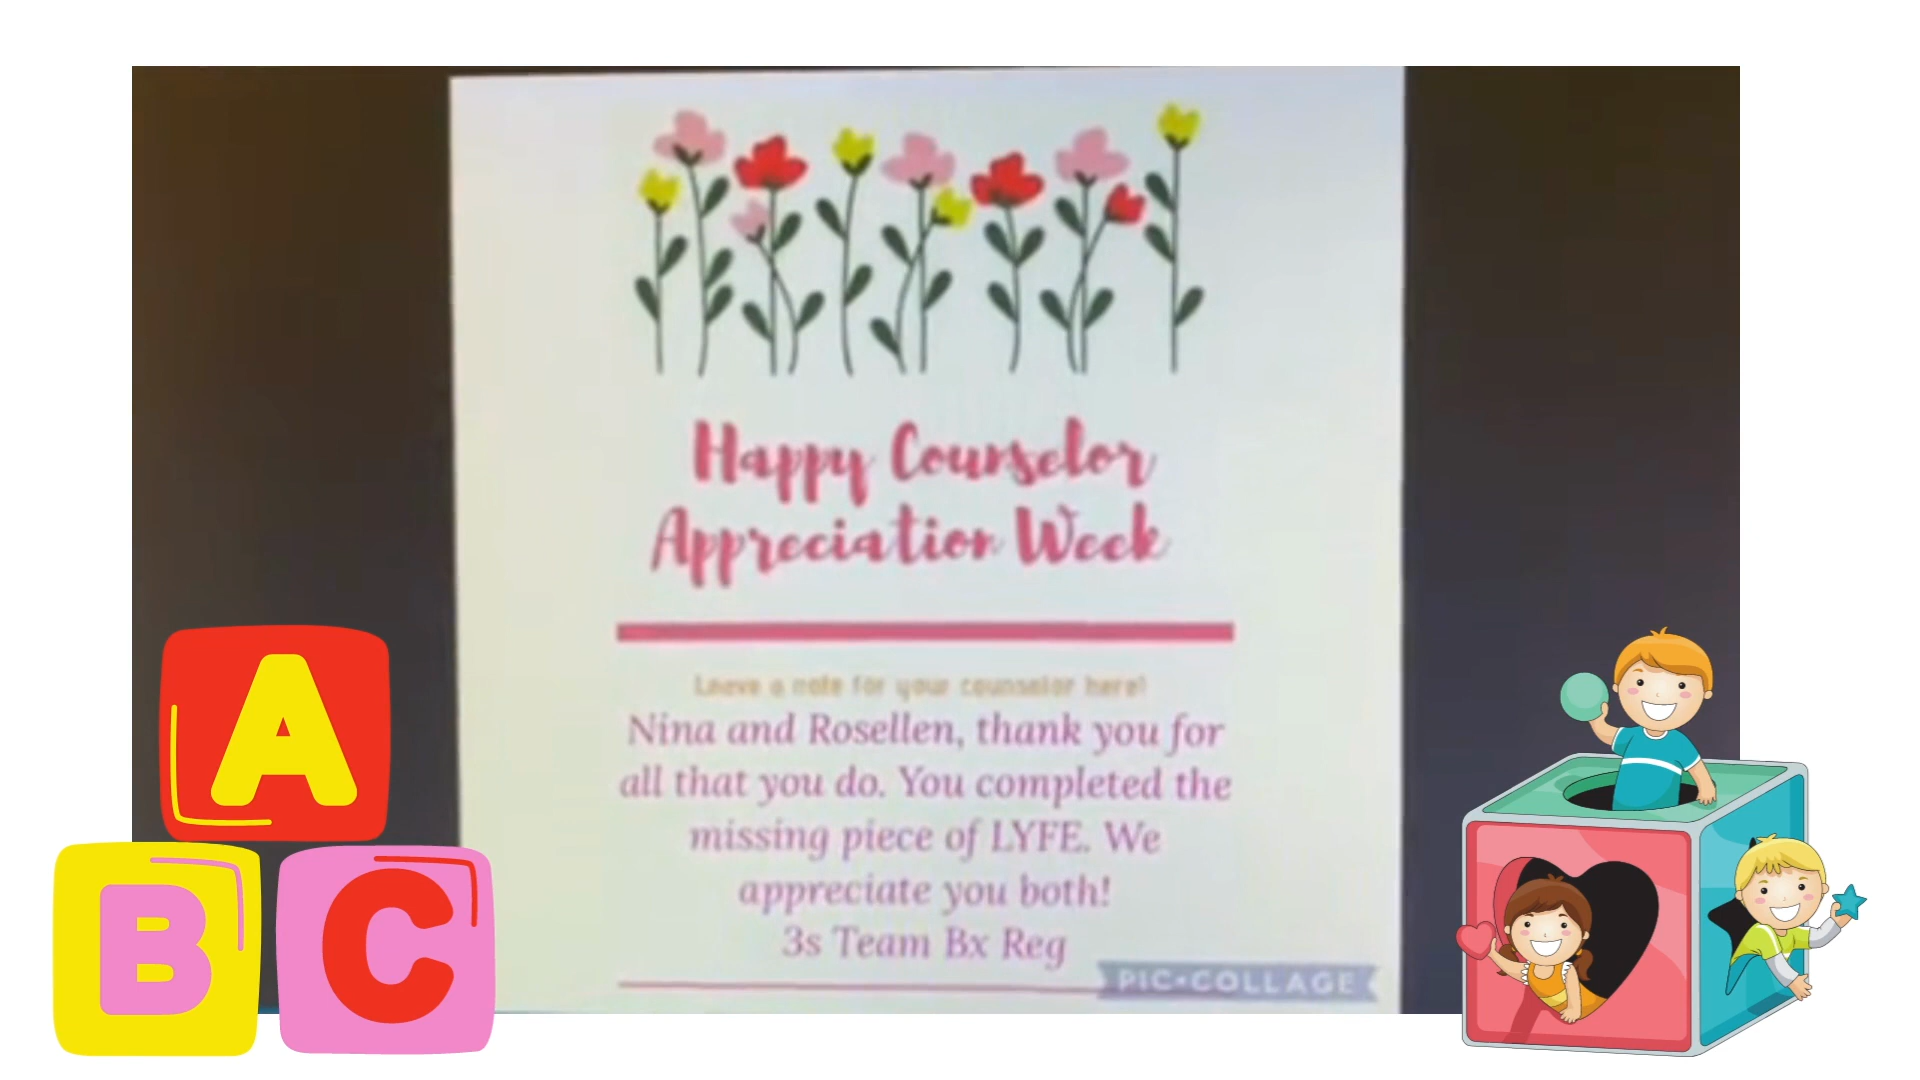 Happy Counselor
Appreciation Week
Leave a note for your counselor here!
Nina and Rosellen, thank you for
all that you do. You completed the
missing piece of LYFE. We
appreciate you both!
3s Team Bx Reg
PIC•COLLAGE
A
B C